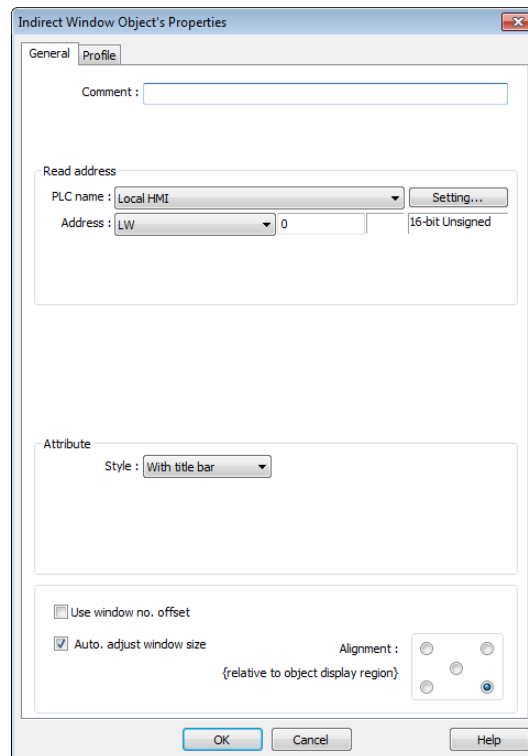 Indirect Window Object's Properties
General Profile
Comment :
Read address
PLC name : Local HMI Setting...
Address : LW 0 16-bit Unsigned
Attribute
Style : With title bar
Use window no. offset
Auto. adjust window size Alignment :
{relative to object display region}
OK Cancel Help